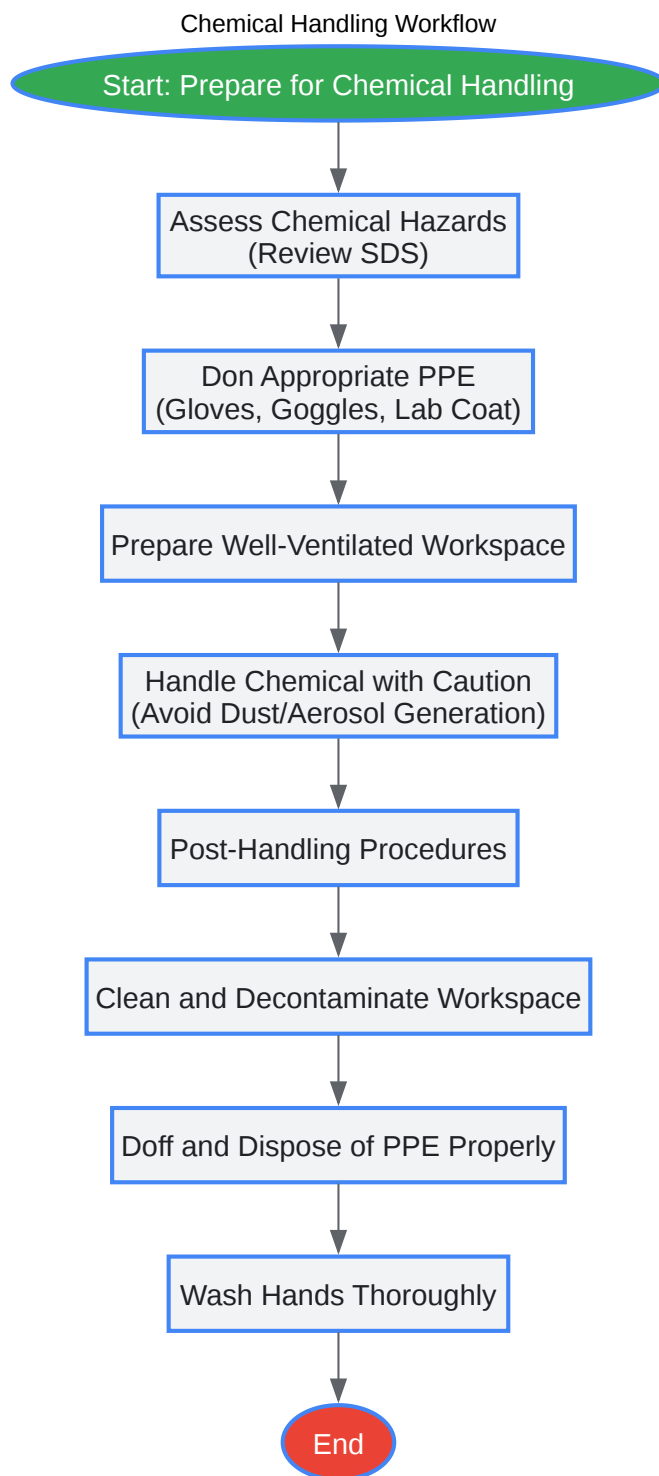 Chemical Handling Workflow
Start: Prepare for Chemical Handling
Assess Chemical Hazards
(Review SDS)
Don Appropriate PPE
(Gloves, Goggles, Lab Coat)
Prepare Well-Ventilated Workspace
Handle Chemical with Caution
(Avoid Dust/Aerosol Generation)
Post-Handling Procedures
Clean and Decontaminate Workspace
Doff and Dispose of PPE Properly
Wash Hands Thoroughly
End